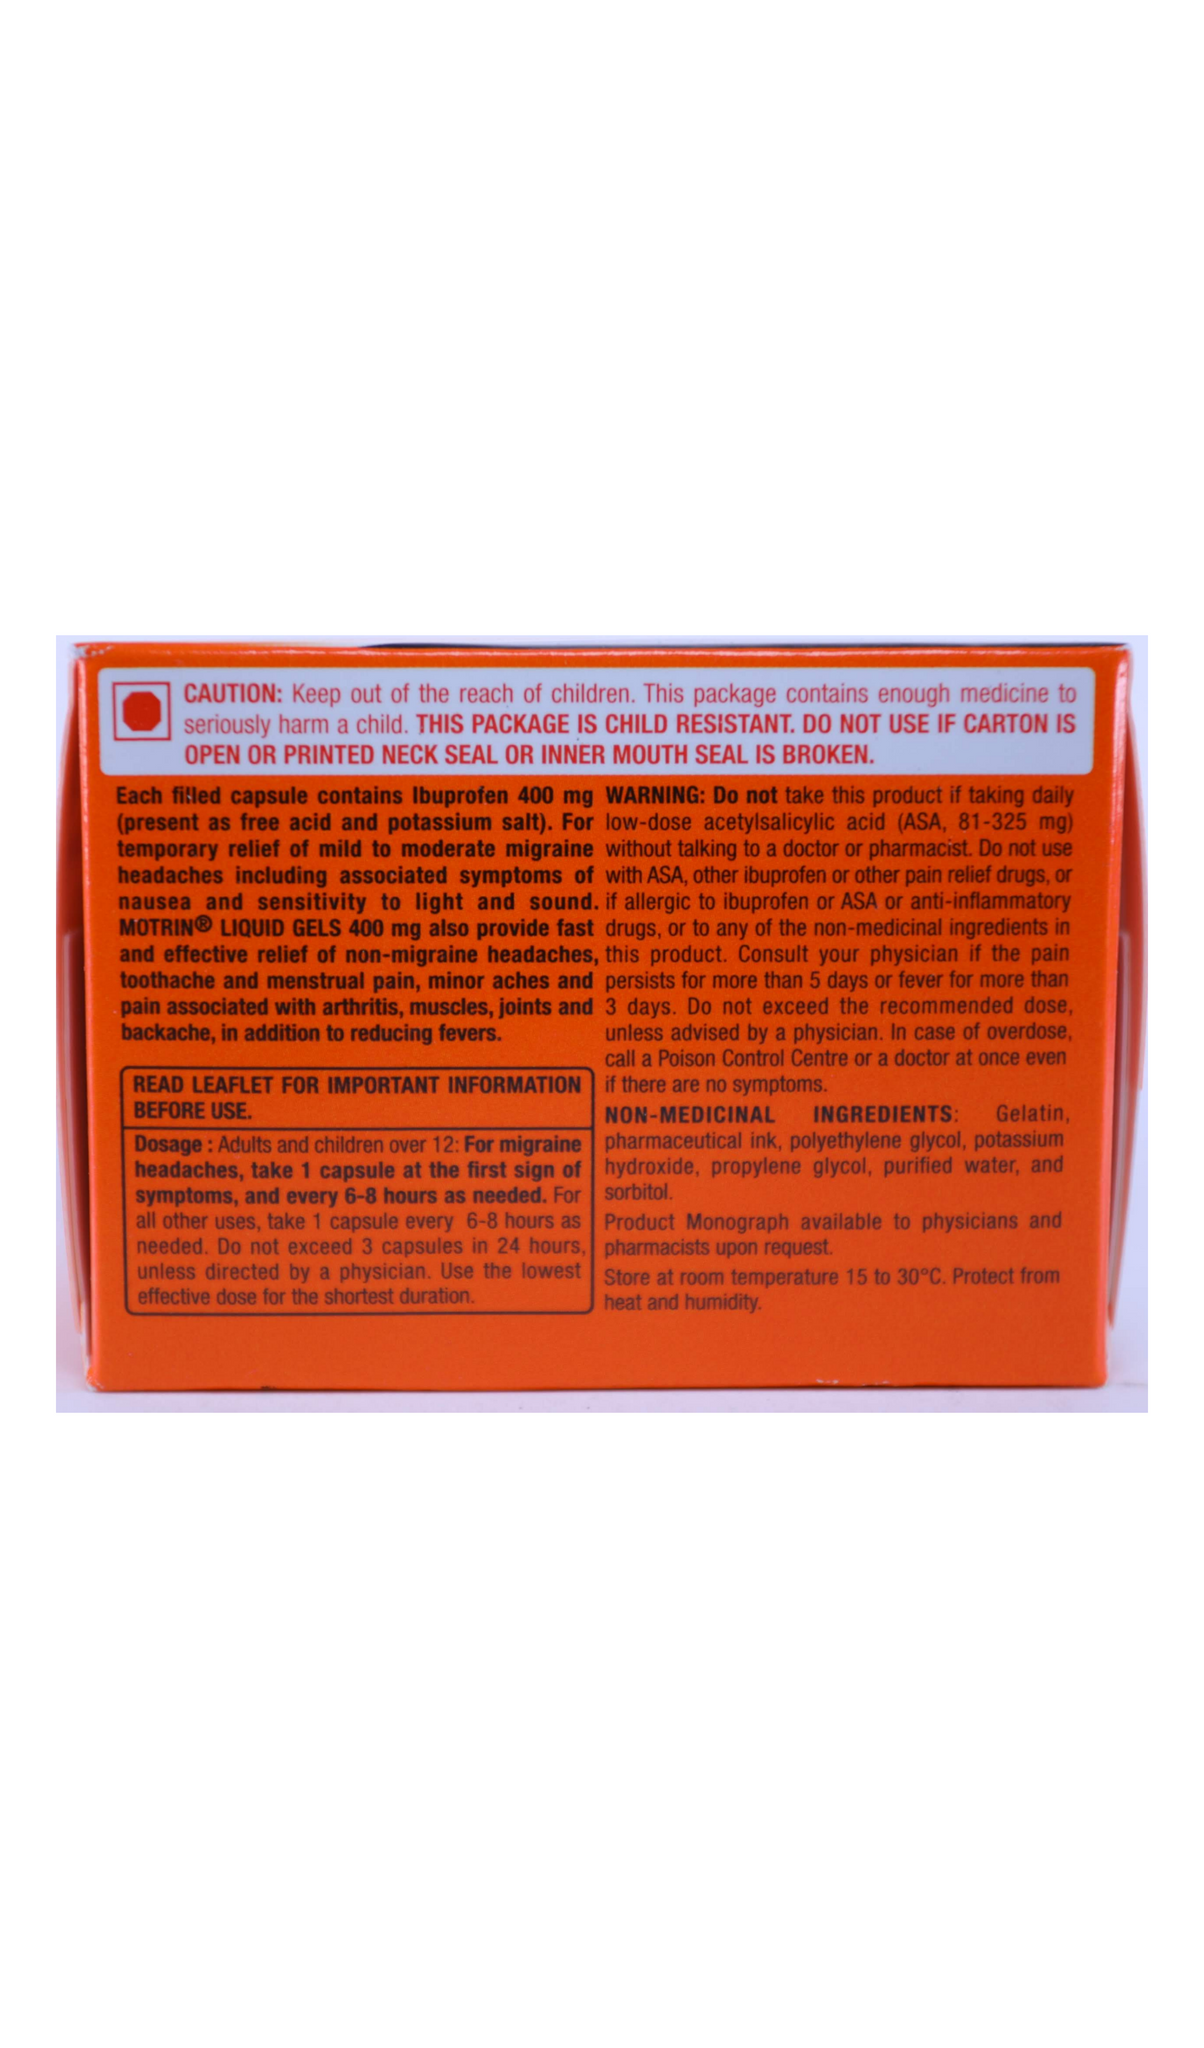 CAUTION: Keep out of the reach of children. This package contains enough medicine to
seriously harm a child. THIS PACKAGE IS CHILD RESISTANT. DO NOT USE IF CARTON IS
OPEN OR PRINTED NECK SEAL OR INNER MOUTH SEAL IS BROKEN.
Each filled capsule contains Ibuprofen 400 mg
(present as free acid and potassium salt). For
temporary relief of mild to moderate migraine
headaches including associated symptoms of
nausea and sensitivity to light and sound.
MOTRIN® LIQUID GELS 400 mg also provide fast
and effective relief of non-migraine headaches,
toothache and menstrual pain, minor aches and
pain associated with arthritis, muscles, joints and
backache, in addition to reducing fevers.
READ LEAFLET FOR IMPORTANT INFORMATION
BEFORE USE.
Dosage : Adults and children over 12: For migraine
headaches, take 1 capsule at the first sign of
symptoms, and every 6-8 hours as needed. For
all other uses, take 1 capsule every 6-8 hours as
needed. Do not exceed 3 capsules in 24 hours,
unless directed by a physician. Use the lowest
effective dose for the shortest duration.
WARNING: Do not take this product if taking daily
low-dose acetylsalicylic acid (ASA, 81-325 mg)
without talking to a doctor or pharmacist. Do not use
with ASA, other ibuprofen or other pain relief drugs, or
if allergic to ibuprofen or ASA or anti-inflammatory
drugs, or to any of the non-medicinal ingredients in
this product. Consult your physician if the pain
persists for more than 5 days or fever for more than
3 days. Do not exceed the recommended dose,
unless advised by a physician. In case of overdose,
call a Poison Control Centre or a doctor at once even
if there are no symptoms.
NON-MEDICINAL INGREDIENTS: Gelatin,
pharmaceutical ink, polyethylene glycol, potassium
hydroxide, propylene glycol, purified water, and
sorbitol.
Product Monograph available to physicians and
pharmacists upon request.
Store at room temperature 15 to 30°C. Protect from
heat and humidity.